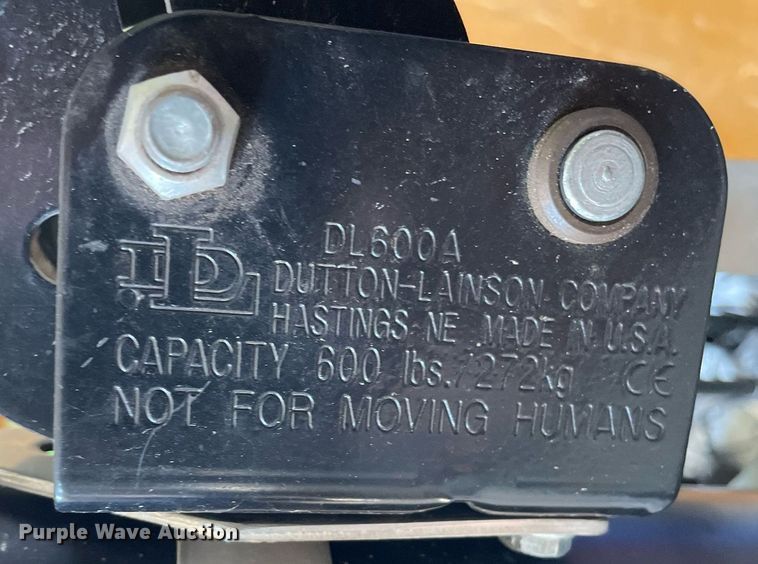 DL600A
DUTTON-LAINSON COMPANY
HASTINGS NE MADE IN U.S.A.
CAPACITY 600 lbs./272kg CE
NOT FOR MOVING HUMANS
Purple Wave Auction